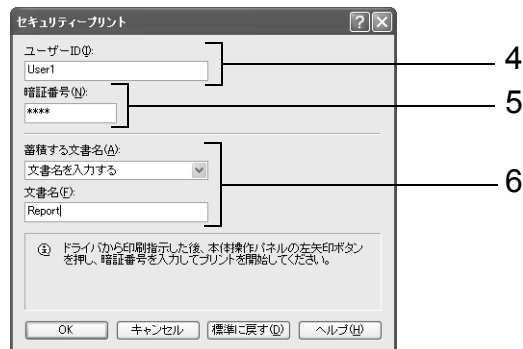 セキュリティープリント
ユーザーID(I):
User1
4
暗証番号(N):
5
****
蓄積する文書名(A):
文書名を入力する
6
文書名(F):
Report
ドライバから印刷指示した後、本体操作パネルの左矢印ボタン
を押し、暗証番号を入力してプリントを開始してください。
OK キャンセル 標準に戻す(D) ヘルプ(H)